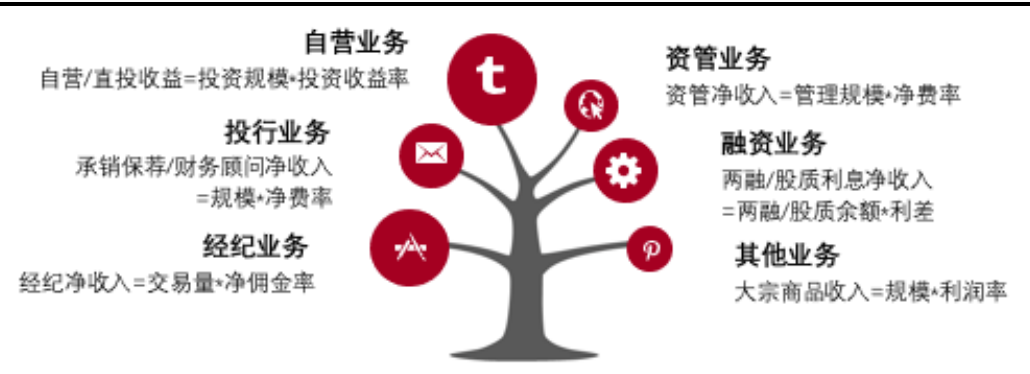 自营业务
自营/直投收益=投资规模*投资收益率
投行业务
承销保荐/财务顾问净收入
=规模*净费率
经纪业务
经纪净收入=交易量*净佣金率
资管业务
资管净收入=管理规模*净费率
融资业务
两融/股质利息净收入
=两融/股质余额*利差
其他业务
大宗商品收入=规模*利润率